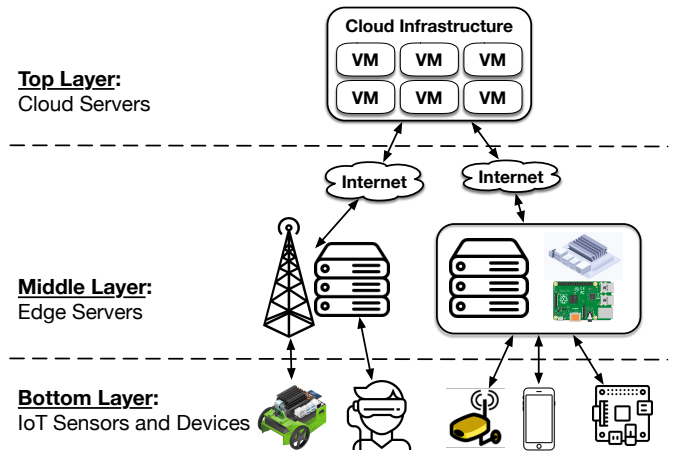 Cloud Infrastructure
VM VM VM
VM VM VM
Top Layer:
Cloud Servers
Internet
Internet
Middle Layer:
Edge Servers
Bottom Layer:
IoT Sensors and Devices